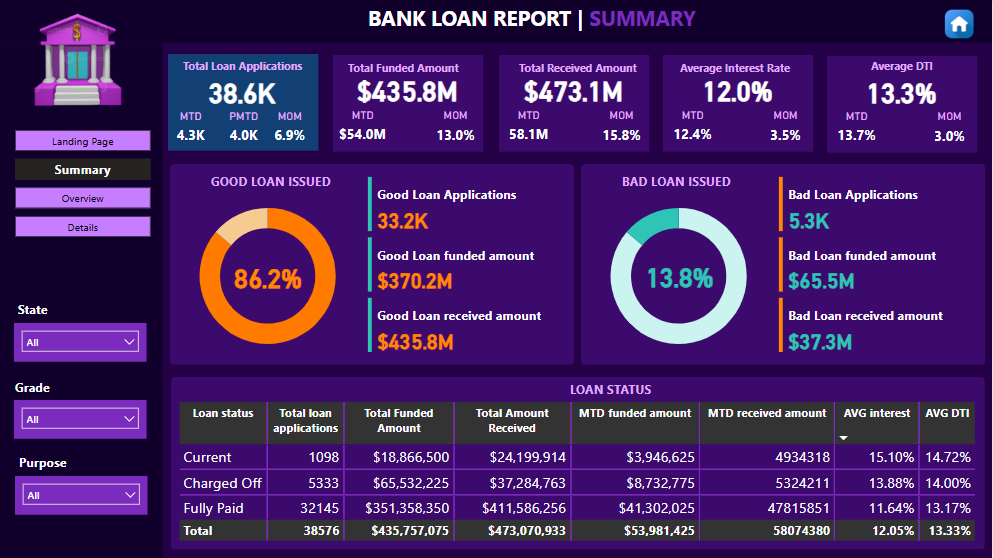 BANK LOAN REPORT | SUMMARY
$
Landing Page
Summary
Overview
Details
State
All
Grade
All
Purpose
All
Total Loan Applications
38.6K
MTD PMTD MOM
4.3K 4.0K 6.9%
Total Funded Amount
$435.8M
MTD MOM
$54.0M 13.0%
Total Received Amount
$473.1M
MTD MOM
58.1M 15.8%
Average Interest Rate
12.0%
MTD MOM
12.4% 3.5%
Average DTI
13.3%
MTD MOM
13.7% 3.0%
GOOD LOAN ISSUED
86.2%
Good Loan Applications
33.2K
Good Loan funded amount
$370.2M
Good Loan received amount
$435.8M
BAD LOAN ISSUED
13.8%
Bad Loan Applications
5.3K
Bad Loan funded amount
$65.5M
Bad Loan received amount
$37.3M
LOAN STATUS
Loan status Total loan applications Total Funded Amount Total Amount Received MTD funded amount MTD received amount AVG interest AVG DTI
Current 1098 $18,866,500 $24,199,914 $3,946,625 4934318 15.10% 14.72%
Charged Off 5333 $65,532,225 $37,284,763 $8,732,775 5324211 13.88% 14.00%
Fully Paid 32145 $351,358,350 $411,586,256 $41,302,025 47815851 11.64% 13.17%
Total 38576 $435,757,075 $473,070,933 $53,981,425 58074380 12.05% 13.33%